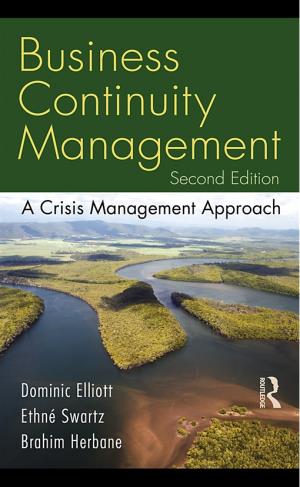 Business
Continuity
Management
Second Edition
A Crisis Management Approach
Dominic Elliott
Ethné Swartz
Brahim Herbane
ROUTLEDGE